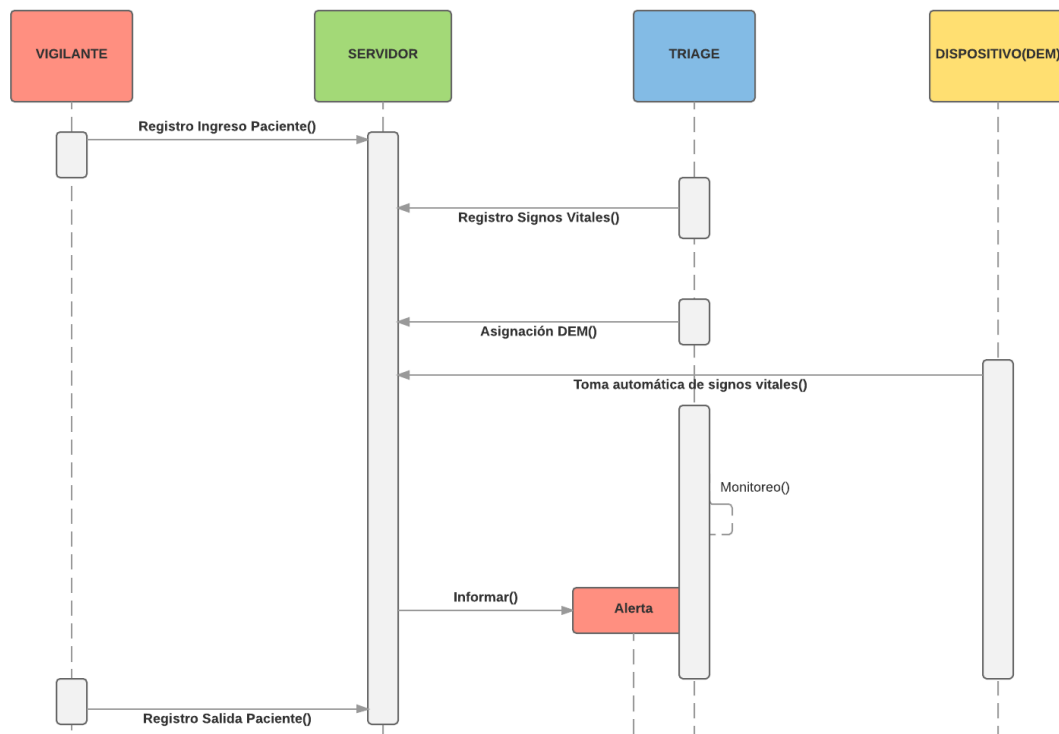 VIGILANTE
SERVIDOR
TRIAGE
DISPOSITIVO(DEM)
Registro Ingreso Paciente()
Registro Signos Vitales()
Asignación DEM()
Toma automática de signos vitales()
Monitoreo()
Informar()
Alerta
Registro Salida Paciente()